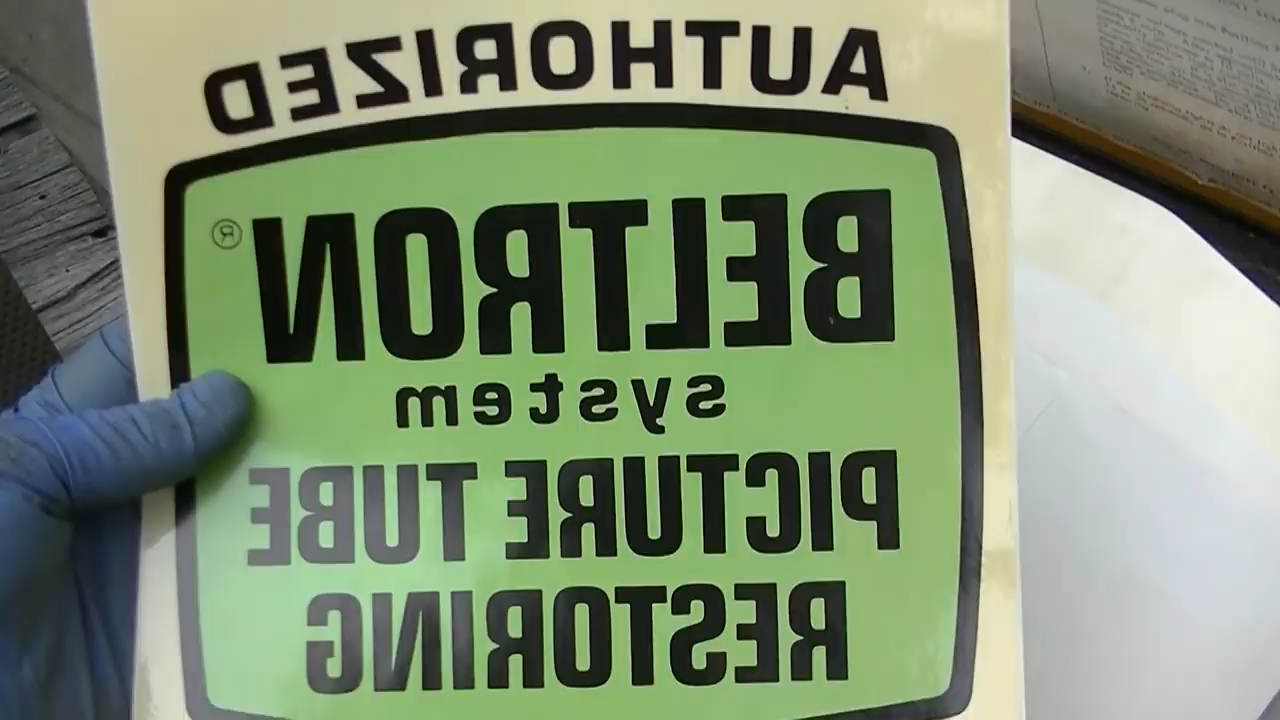 AUTHORIZED
BELTRON ®
system
PICTURE TUBE
RESTORING